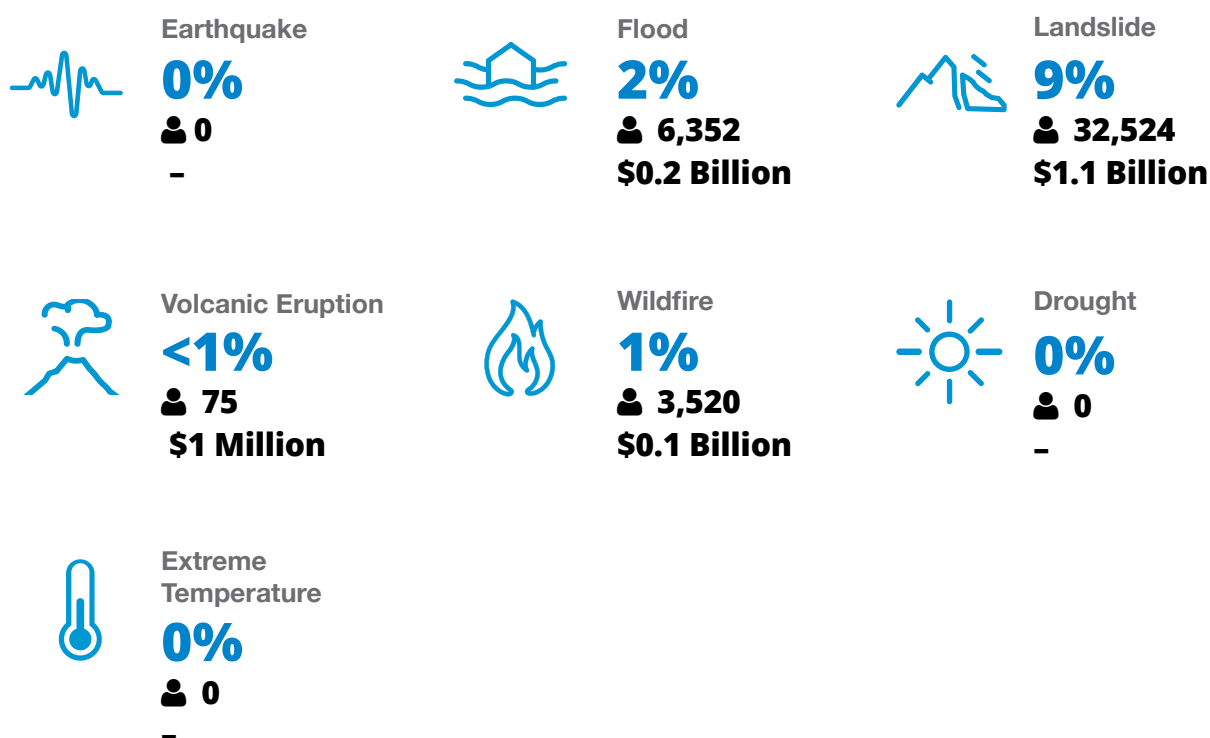 Earthquake
0%
0
–
Flood
2%
6,352
$0.2 Billion
Landslide
9%
32,524
$1.1 Billion
Volcanic Eruption
<1%
75
$1 Million
Wildfire
1%
3,520
$0.1 Billion
Drought
0%
0
–
Extreme
Temperature
0%
0
–